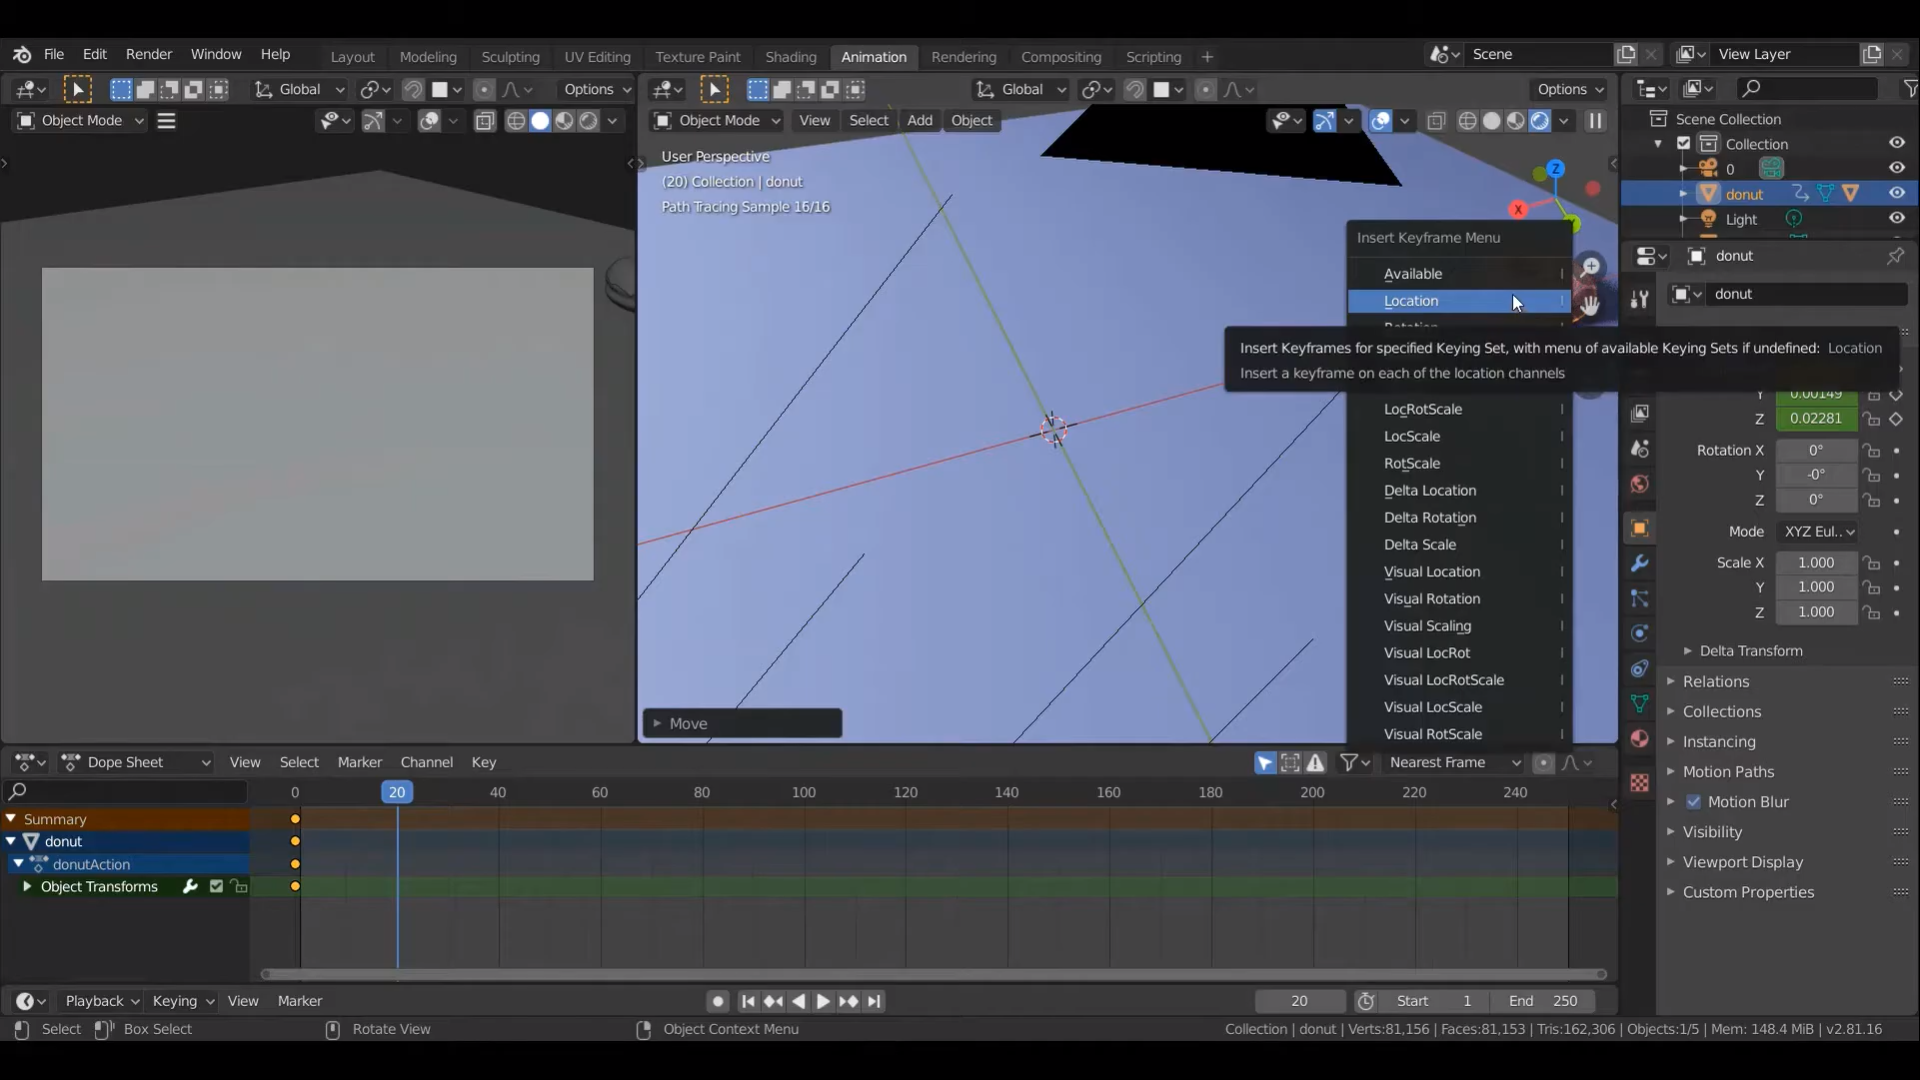 File Edit Render Window Help
Layout Modeling Sculpting UV Editing Texture Paint Shading Animation Rendering Compositing Scripting +
Scene
View Layer
Global
Options
Global
Options
Object Mode
Object Mode View Select Add Object
User Perspective
(20) Collection | donut
Path Tracing Sample 16/16
Z
X
Move
Insert Keyframe Menu
Available I
Location I
Insert Keyframes for specified Keying Set, with menu of available Keying Sets if undefined: Location
Insert a keyframe on each of the location channels
LocRotScale I
LocScale I
RotScale I
Delta Location I
Delta Rotation I
Delta Scale I
Visual Location I
Visual Rotation I
Visual Scaling I
Visual LocRot I
Visual LocRotScale I
Visual LocScale I
Visual RotScale I
Scene Collection
Collection
0
donut
Light
donut
donut
Y 0.00149
Z 0.02281
Rotation X 0°
Y -0°
Z 0°
Mode XYZ Eul..
Scale X 1.000
Y 1.000
Z 1.000
Delta Transform
Relations
Collections
Instancing
Motion Paths
Motion Blur
Visibility
Viewport Display
Custom Properties
Dope Sheet View Select Marker Channel Key
Nearest Frame
0 20 40 60 80 100 120 140 160 180 200 220 240
Summary
donut
donutAction
Object Transforms
Playback Keying View Marker
20 Start 1 End 250
Select Box Select Rotate View Object Context Menu
Collection | donut | Verts:81,156 | Faces:81,153 | Tris:162,306 | Objects:1/5 | Mem: 148.4 MiB | v2.81.16